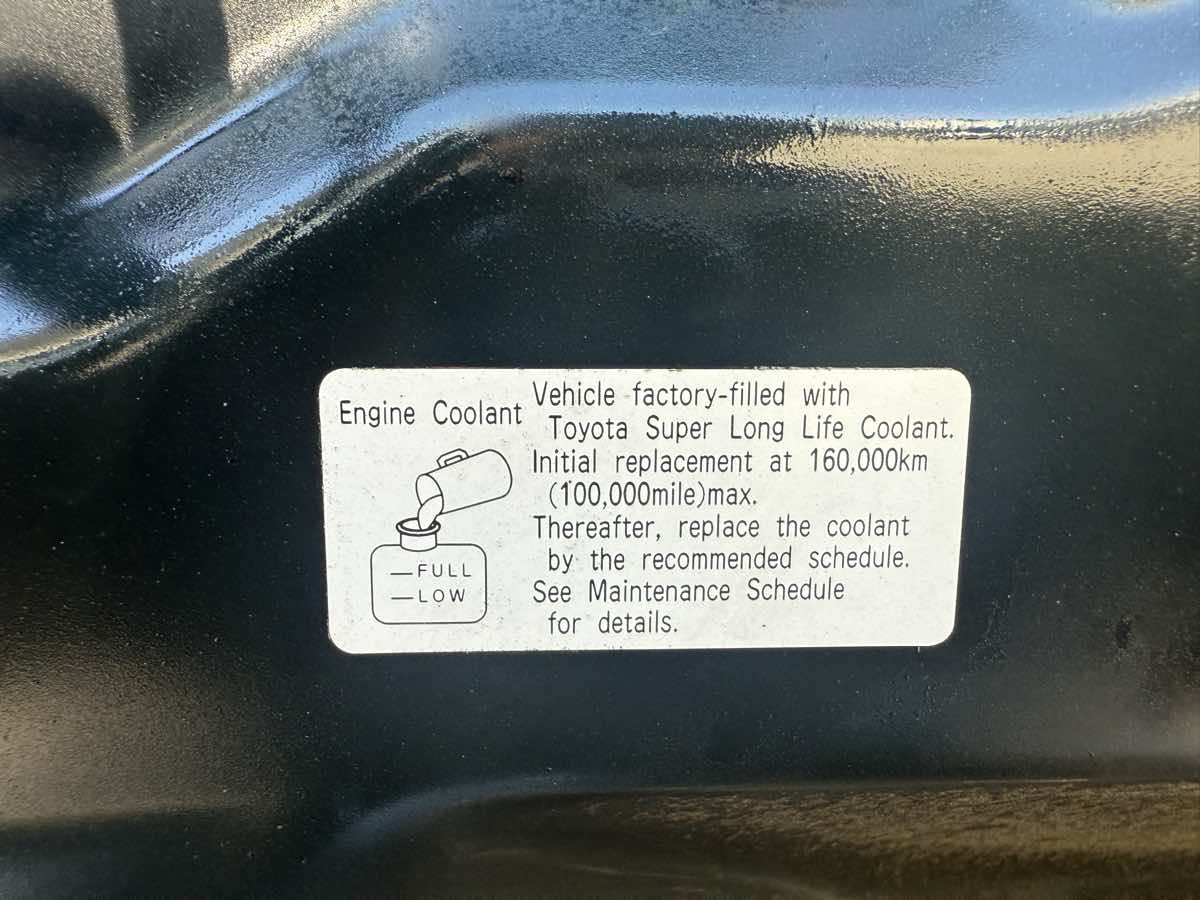 Engine Coolant
Vehicle factory-filled with
Toyota Super Long Life Coolant.
Initial replacement at 160,000km
(100,000mile)max.
Thereafter, replace the coolant
by the recommended schedule.
See Maintenance Schedule
for details.
FULL
LOW